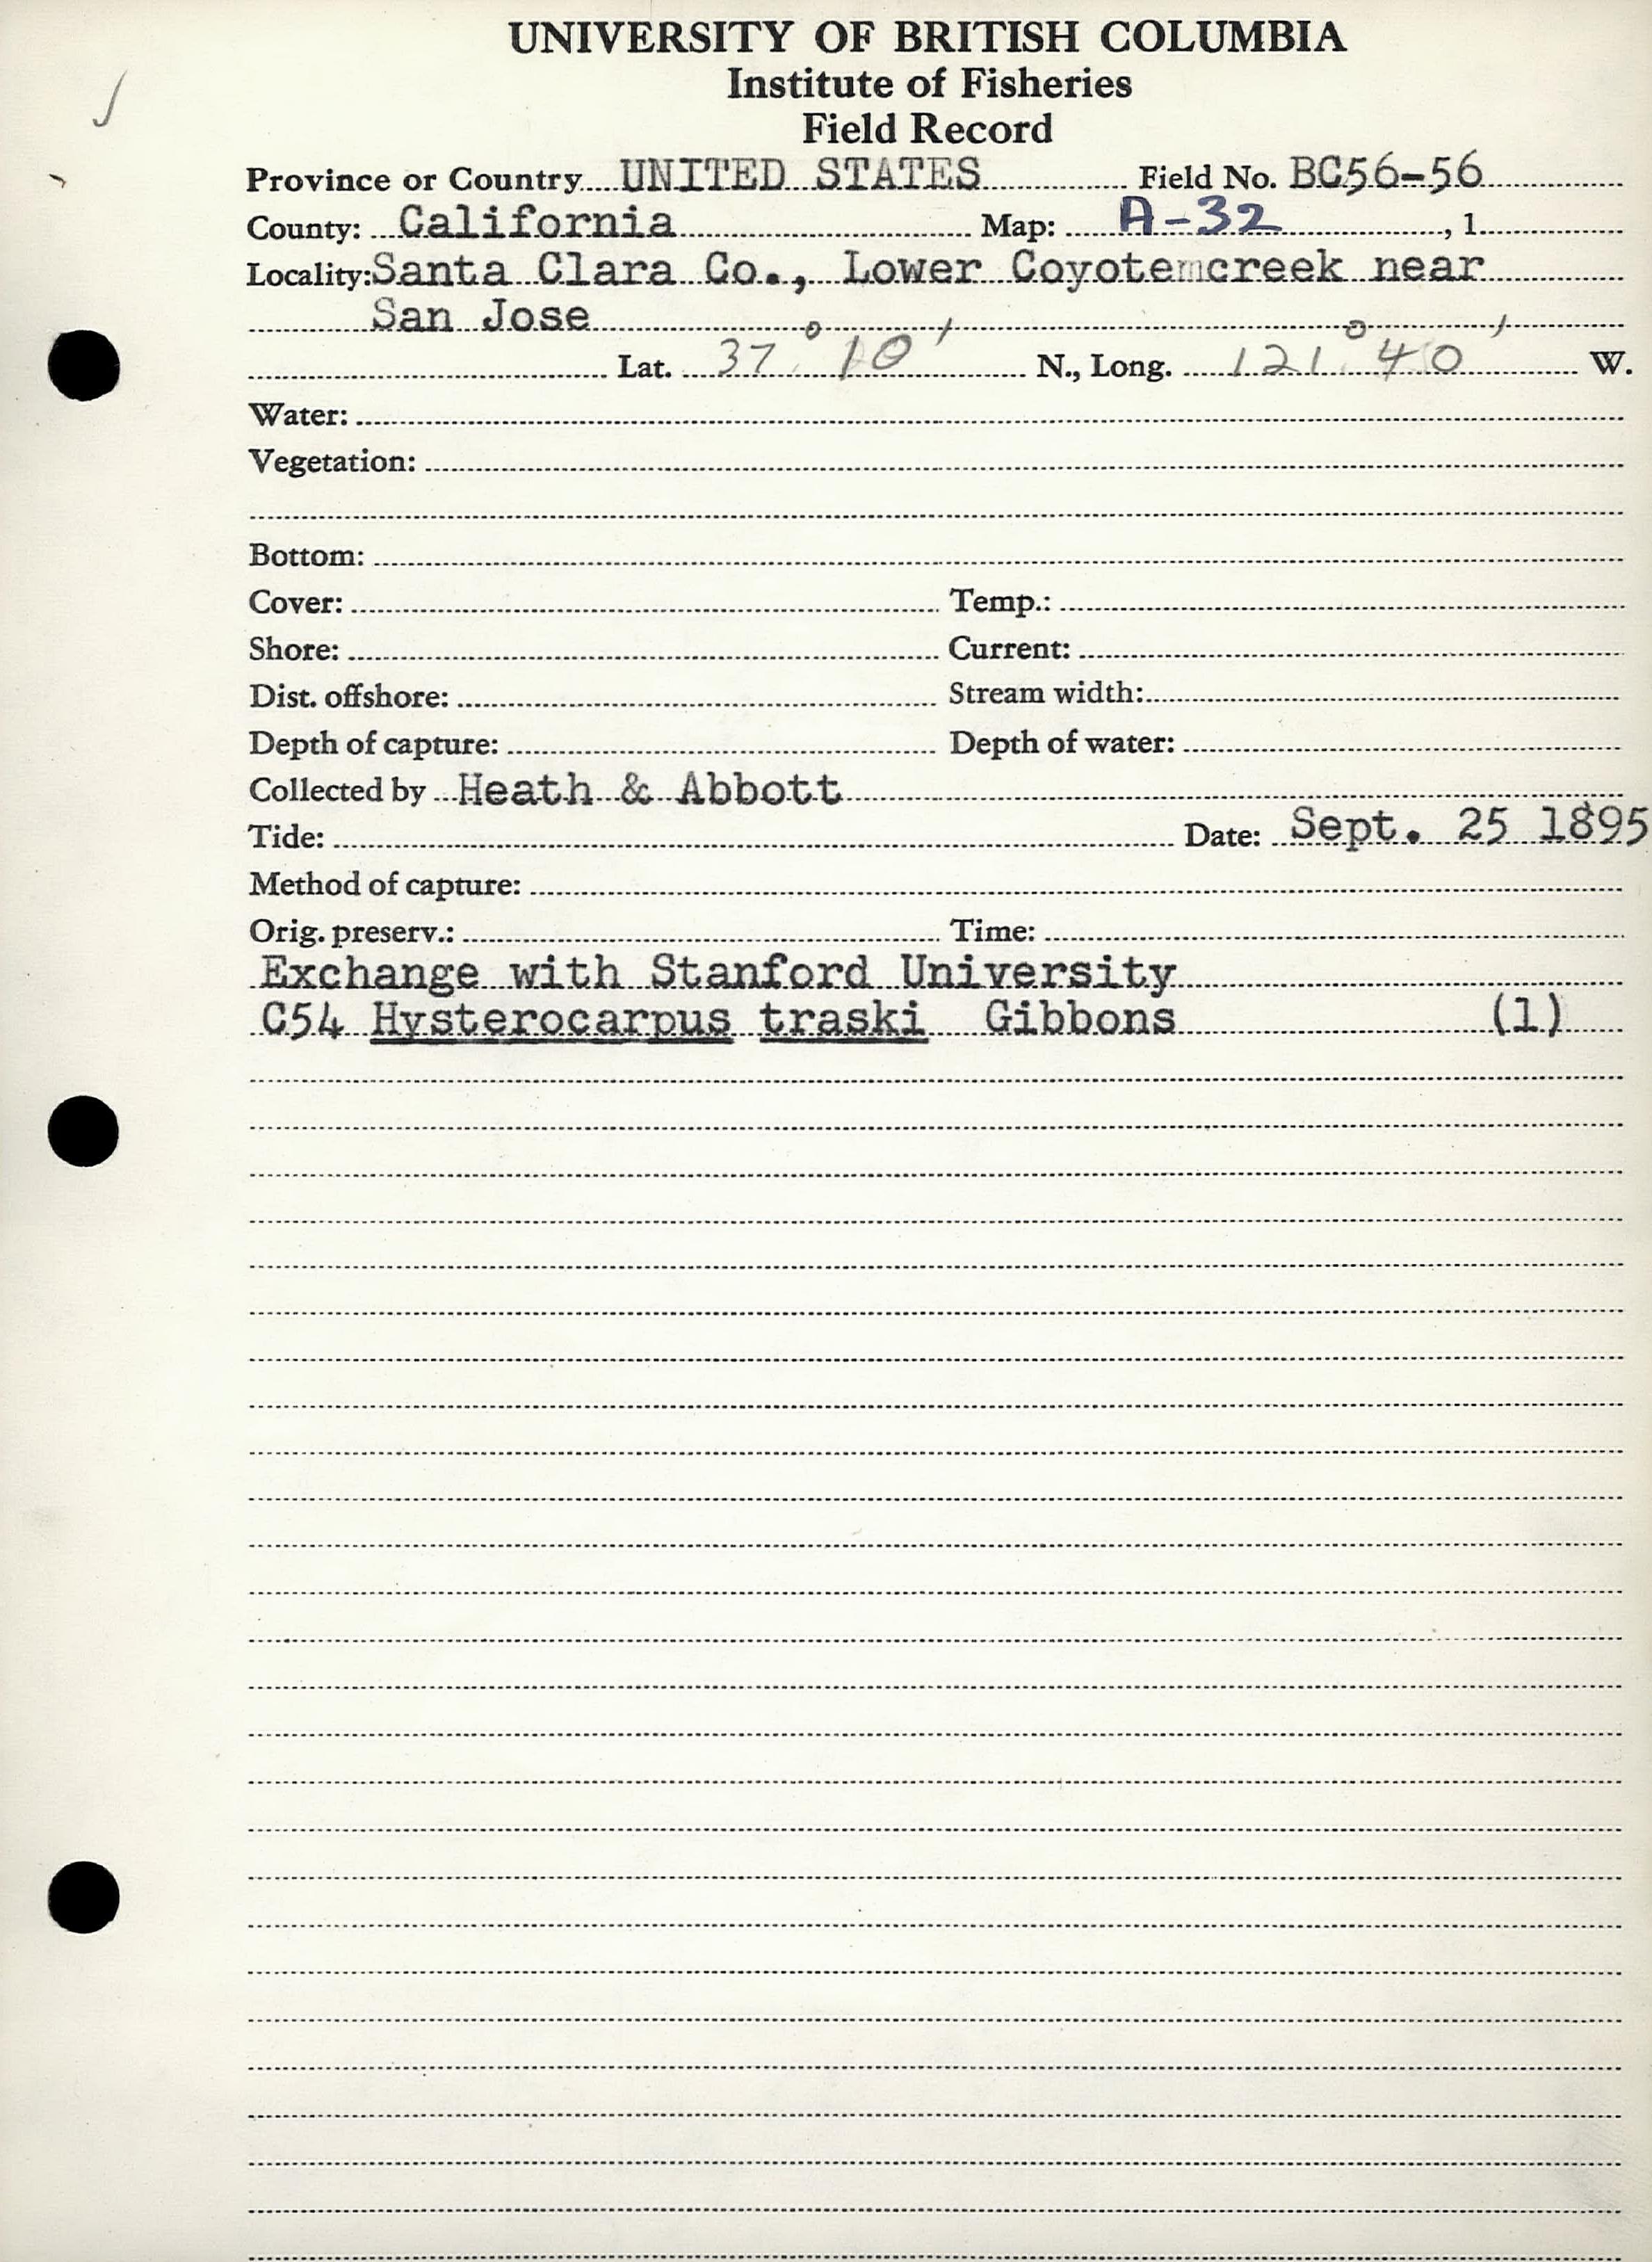 UNIVERSITY OF BRITISH COLUMBIA
Institute of Fisheries
Field Record
Province or Country UNITED STATES Field No. BC56-56
County: California Map: A-32 , 1
Locality: Santa Clara Co., Lower Coyote creek near
San Jose
Lat. 37° 10' N., Long. 121° 40' W.
Water:
Vegetation:
Bottom:
Cover: Temp.:
Shore: Current:
Dist. offshore: Stream width:
Depth of capture: Depth of water:
Collected by Heath & Abbott
Tide: Date: Sept. 25 1895
Method of capture:
Orig. preserv.: Time:
Exchange with Stanford University
C54 Hysterocarpus traski Gibbons (1)